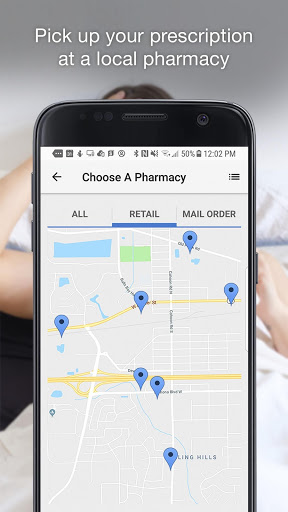 Pick up your prescription
at a local pharmacy
50% 12:02 PM
Choose A Pharmacy
ALL RETAIL MAIL ORDER
LING HILLS